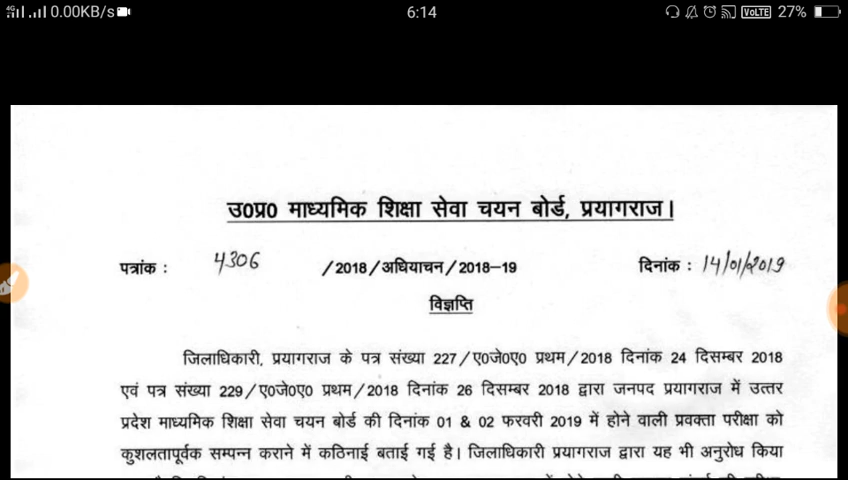 4G 0.00KB/s 6:14 VoLTE 27%
उ0प्र0 माध्यमिक शिक्षा सेवा चयन बोर्ड, प्रयागराज।
पत्रांक : 4306 /2018/अधियाचन/2018-19 दिनांक : 14/01/2019
विज्ञप्ति
जिलाधिकारी, प्रयागराज के पत्र संख्या 227/ए0जे0ए0 प्रथम/2018 दिनांक 24 दिसम्बर 2018
एवं पत्र संख्या 229/ए0जे0ए0 प्रथम/2018 दिनांक 26 दिसम्बर 2018 द्वारा जनपद प्रयागराज में उत्तर
प्रदेश माध्यमिक शिक्षा सेवा चयन बोर्ड की दिनांक 01 & 02 फरवरी 2019 में होने वाली प्रवक्ता परीक्षा को
कुशलतापूर्वक सम्पन्न कराने में कठिनाई बताई गई है। जिलाधिकारी प्रयागराज द्वारा यह भी अनुरोध किया